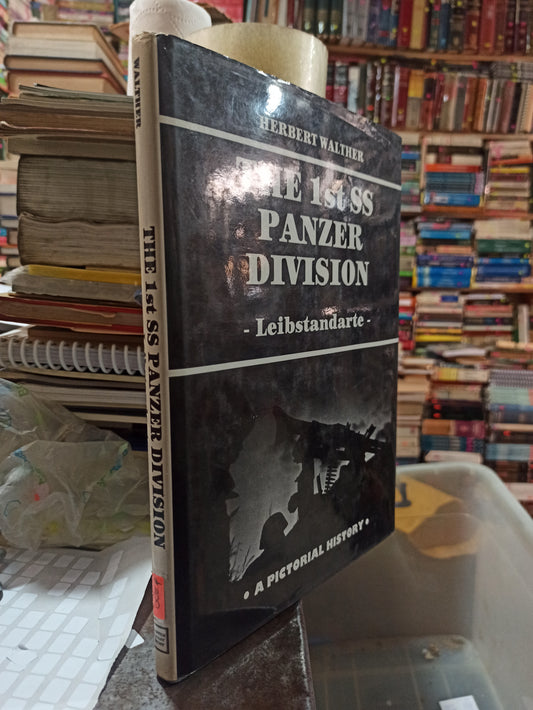 HERBERT WALTHER
THE 1st SS
PANZER
DIVISION
- Leibstandarte -
• A PICTORIAL HISTORY •
WALTHER
THE 1st SS PANZER DIVISION